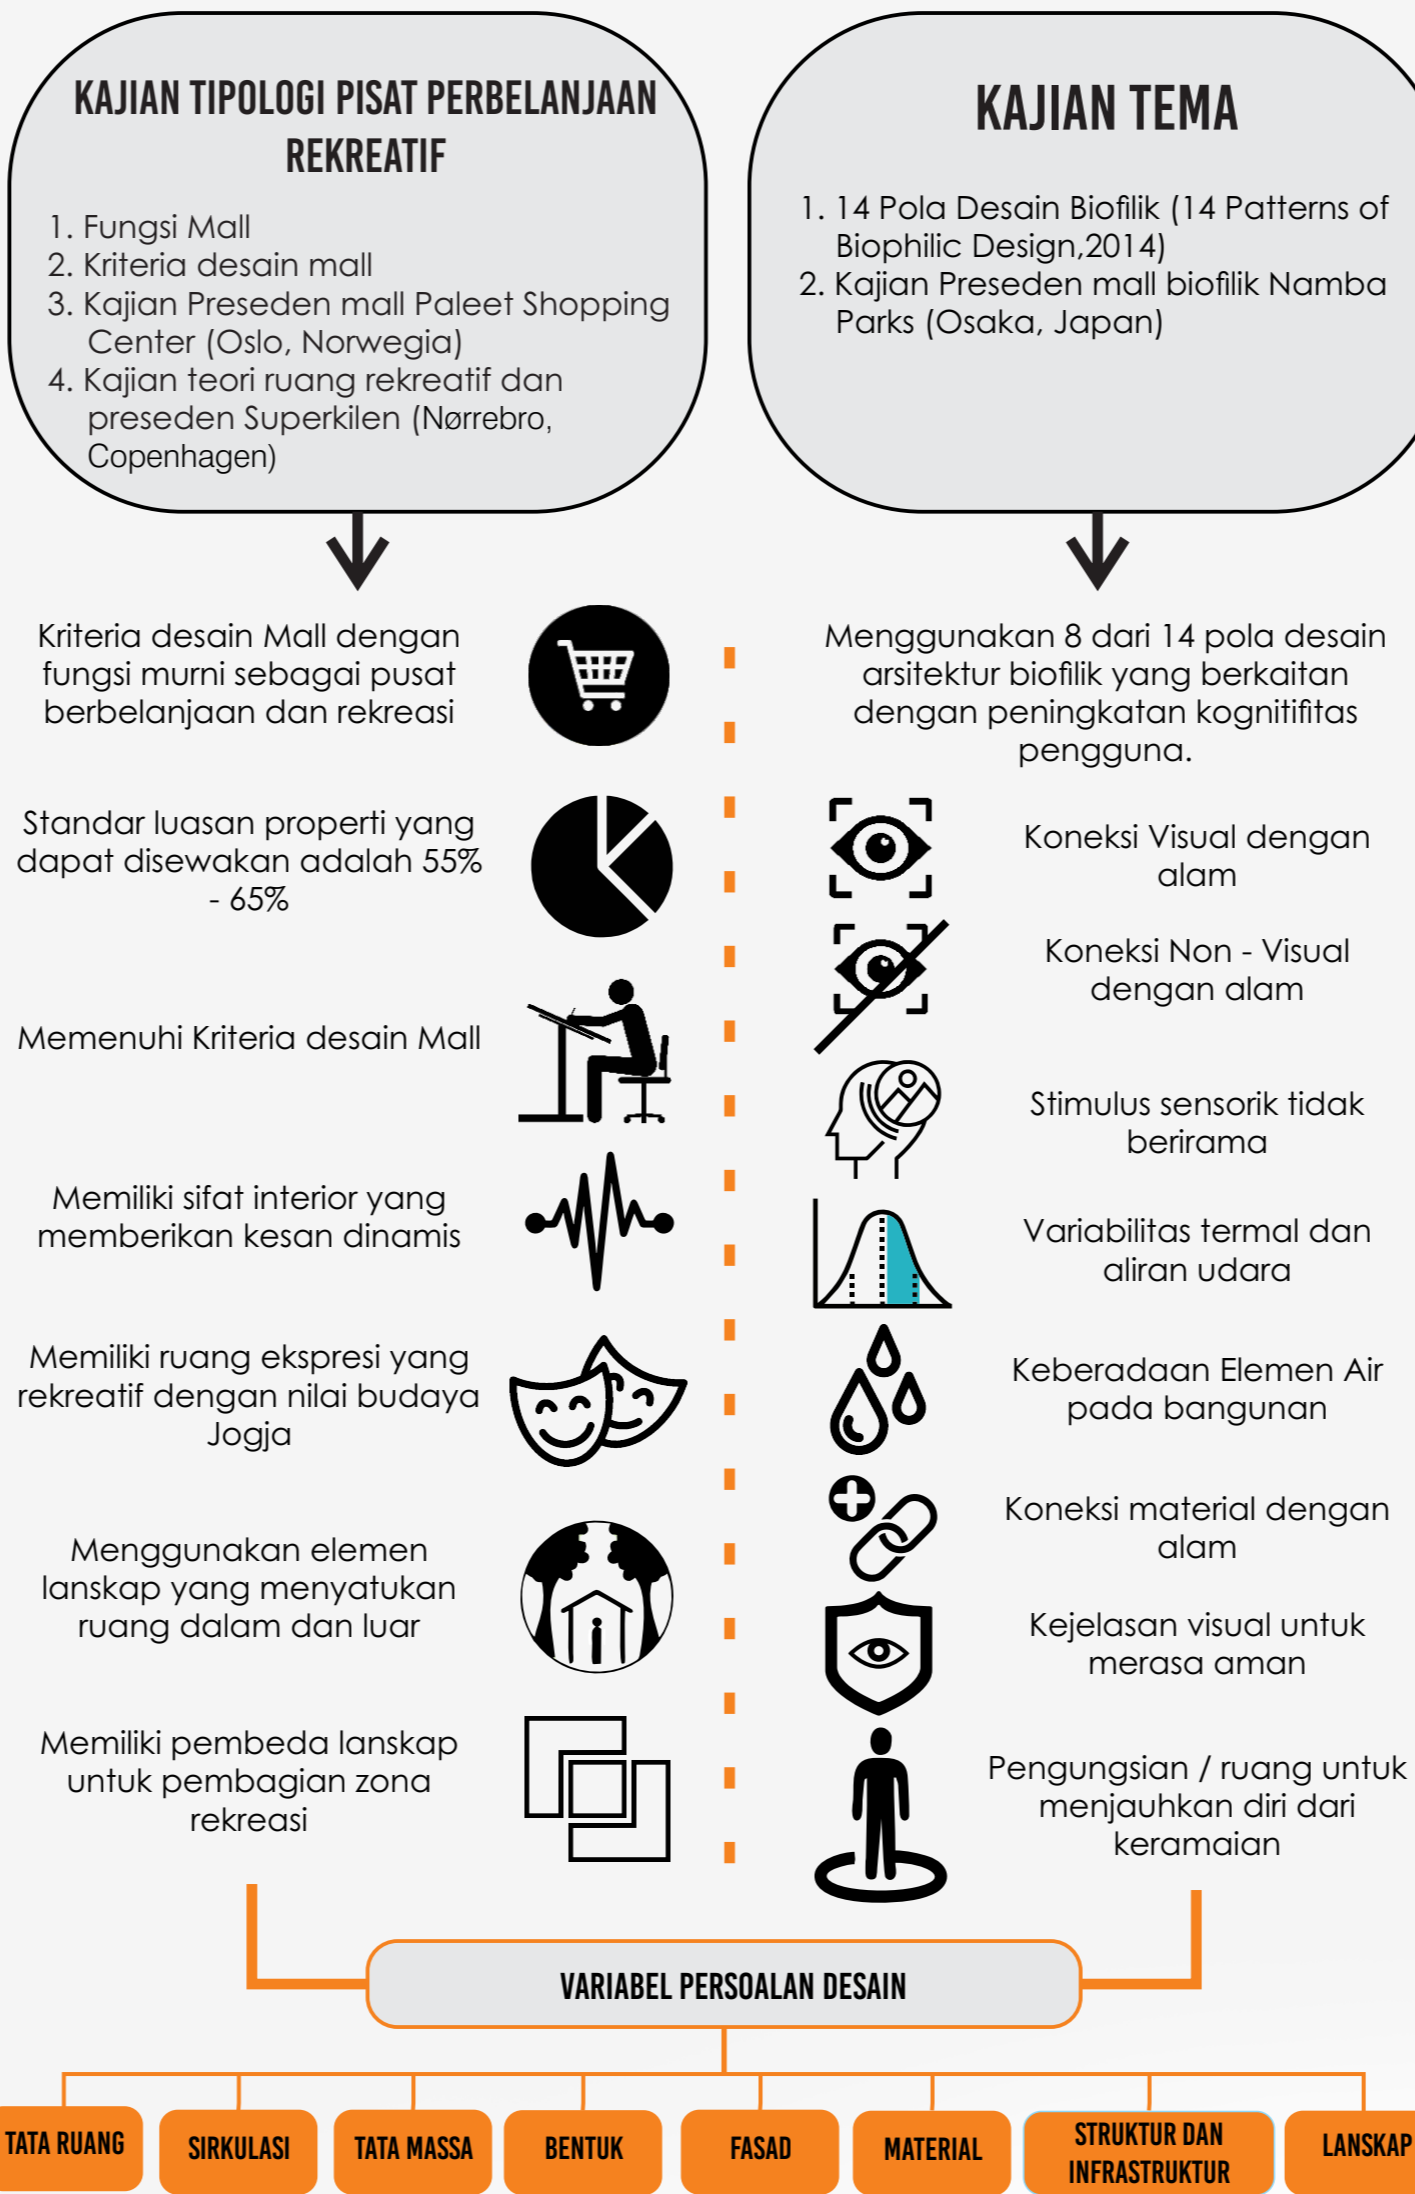 KAJIAN TIPOLOGI PISAT PERBELANJAAN
REKREATIF
1. Fungsi Mall
2. Kriteria desain mall
3. Kajian Preseden mall Paleet Shopping
Center (Oslo, Norwegia)
4. Kajian teori ruang rekreatif dan
preseden Superkilen (Nørrebro,
Copenhagen)
KAJIAN TEMA
1. 14 Pola Desain Biofilik (14 Patterns of
Biophilic Design,2014)
2. Kajian Preseden mall biofilik Namba
Parks (Osaka, Japan)
Kriteria desain Mall dengan
fungsi murni sebagai pusat
berbelanjaan dan rekreasi
Standar luasan properti yang
dapat disewakan adalah 55%
- 65%
Memenuhi Kriteria desain Mall
Memiliki sifat interior yang
memberikan kesan dinamis
Memiliki ruang ekspresi yang
rekreatif dengan nilai budaya
Jogja
Menggunakan elemen
lanskap yang menyatukan
ruang dalam dan luar
Memiliki pembeda lanskap
untuk pembagian zona
rekreasi
Menggunakan 8 dari 14 pola desain
arsitektur biofilik yang berkaitan
dengan peningkatan kognitifitas
pengguna.
Koneksi Visual dengan
alam
Koneksi Non - Visual
dengan alam
Stimulus sensorik tidak
berirama
Variabilitas termal dan
aliran udara
Keberadaan Elemen Air
pada bangunan
Koneksi material dengan
alam
Kejelasan visual untuk
merasa aman
Pengungsian / ruang untuk
menjauhkan diri dari
keramaian
VARIABEL PERSOALAN DESAIN
TATA RUANG
SIRKULASI
TATA MASSA
BENTUK
FASAD
MATERIAL
STRUKTUR DAN
INFRASTRUKTUR
LANSKAP